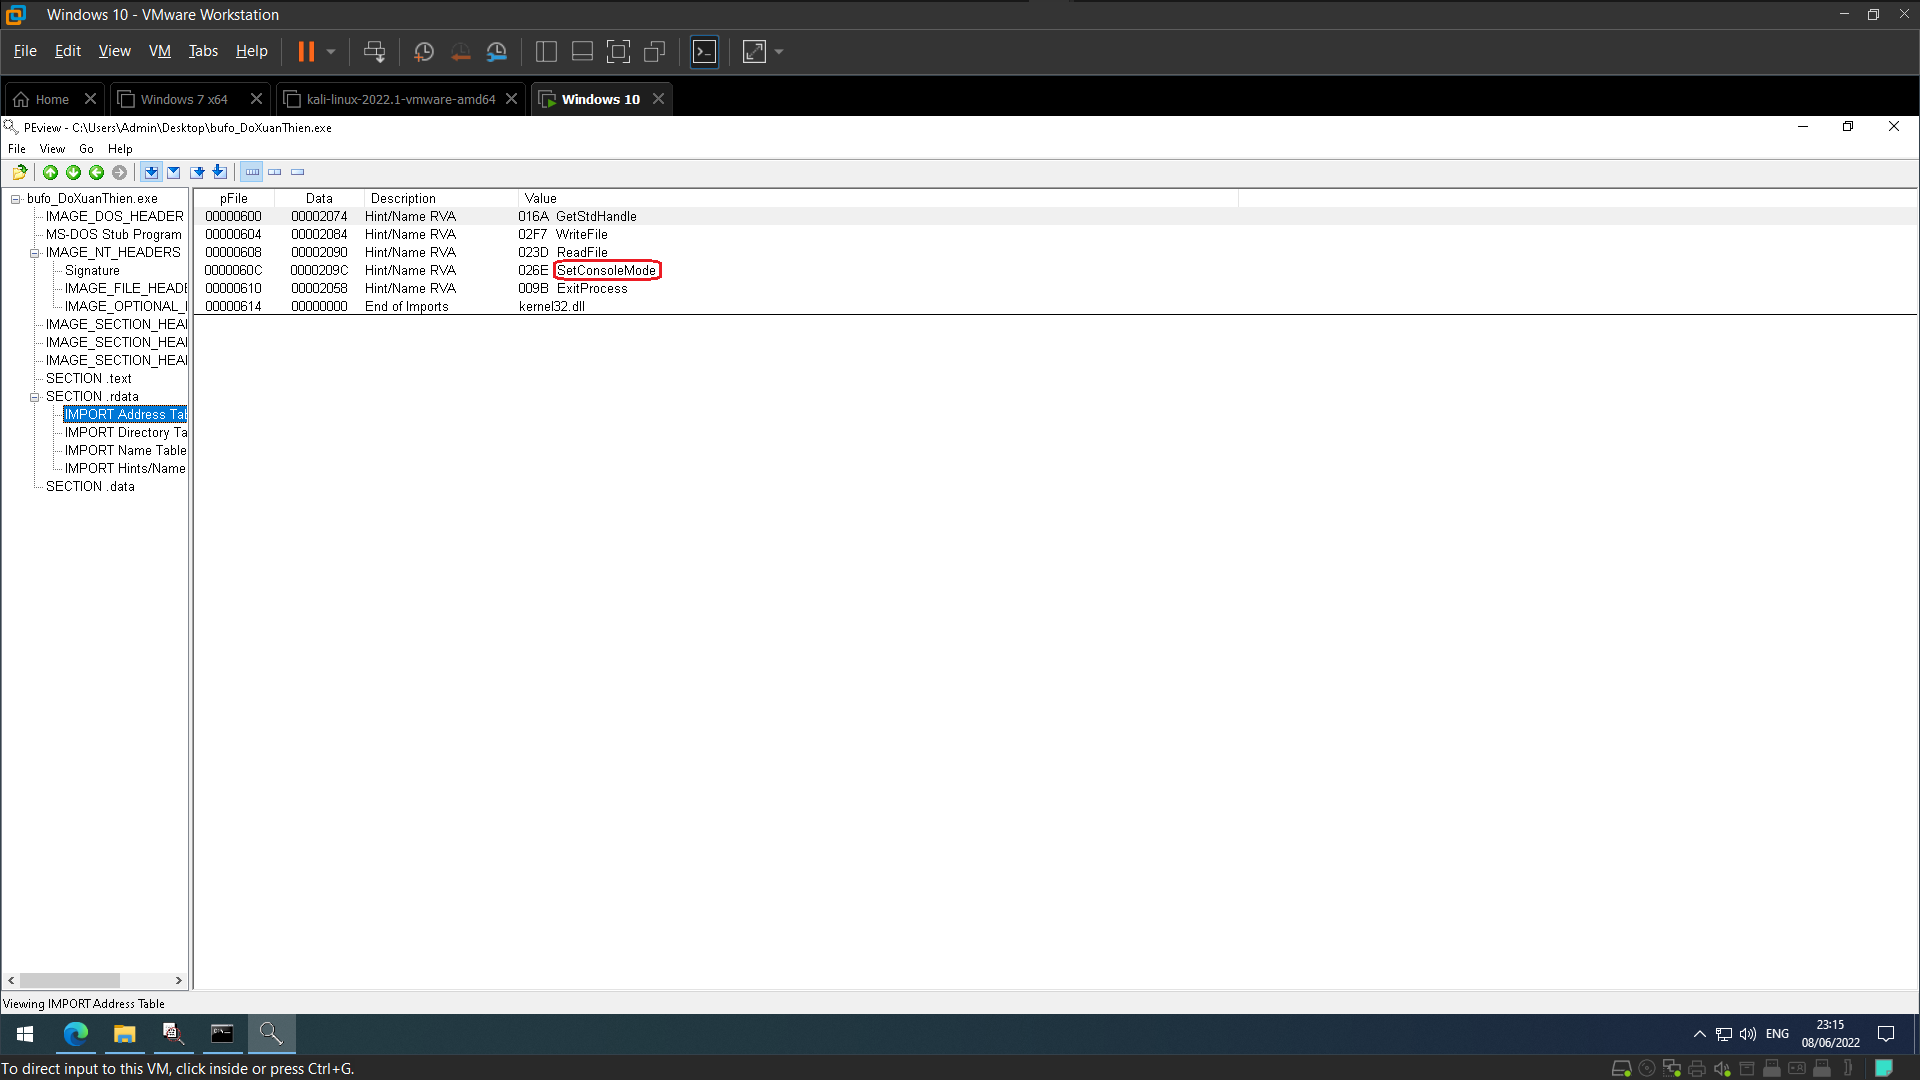 Windows 10 - VMware Workstation
File Edit View VM Tabs Help
Home Windows 7 x64 kali-linux-2022.1-vmware-amd64 Windows 10
PEview - C:\Users\Admin\Desktop\bufo_DoXuanThien.exe
File View Go Help
bufo_DoXuanThien.exe
IMAGE_DOS_HEADER
MS-DOS Stub Program
IMAGE_NT_HEADERS
Signature
IMAGE_FILE_HEADE
IMAGE_OPTIONAL_
IMAGE_SECTION_HEA
IMAGE_SECTION_HEA
IMAGE_SECTION_HEA
SECTION .text
SECTION .rdata
IMPORT Address Tab
IMPORT Directory Ta
IMPORT Name Table
IMPORT Hints/Name
SECTION .data
pFile Data Description Value
00000600 00002074 Hint/Name RVA 016A GetStdHandle
00000604 00002084 Hint/Name RVA 02F7 WriteFile
00000608 00002090 Hint/Name RVA 023D ReadFile
0000060C 0000209C Hint/Name RVA 026E SetConsoleMode
00000610 00002058 Hint/Name RVA 009B ExitProcess
00000614 00000000 End of Imports kernel32.dll
Viewing IMPORT Address Table
ENG
23:15
08/06/2022
To direct input to this VM, click inside or press Ctrl+G.